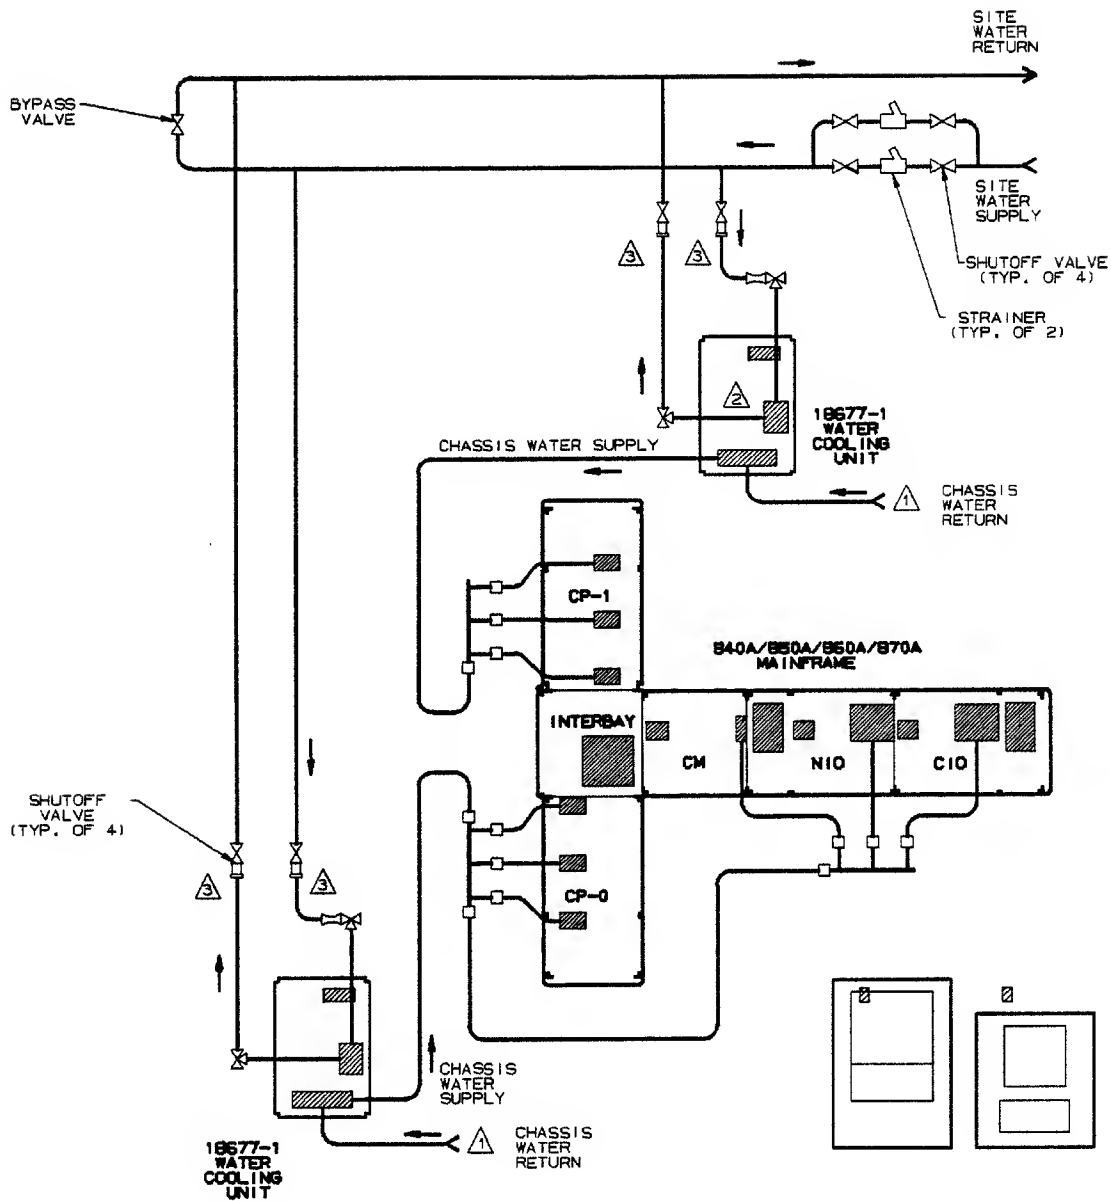 SITE
WATER
RETURN
BYPASS
VALVE
SITE
WATER
SUPPLY
3
3
SHUTOFF VALVE
(TYP. OF 4)
STRAINER
(TYP. OF 2)
2
18677-1
WATER
COOLING
UNIT
CHASSIS WATER SUPPLY
1
CHASSIS
WATER
RETURN
CP-1
840A/850A/860A/870A
MAINFRAME
INTERBAY
CM
NIO
CIO
SHUTOFF
VALVE
(TYP. OF 4)
3
3
CP-0
CHASSIS
WATER
SUPPLY
1
CHASSIS
WATER
RETURN
18677-1
WATER
COOLING
UNIT